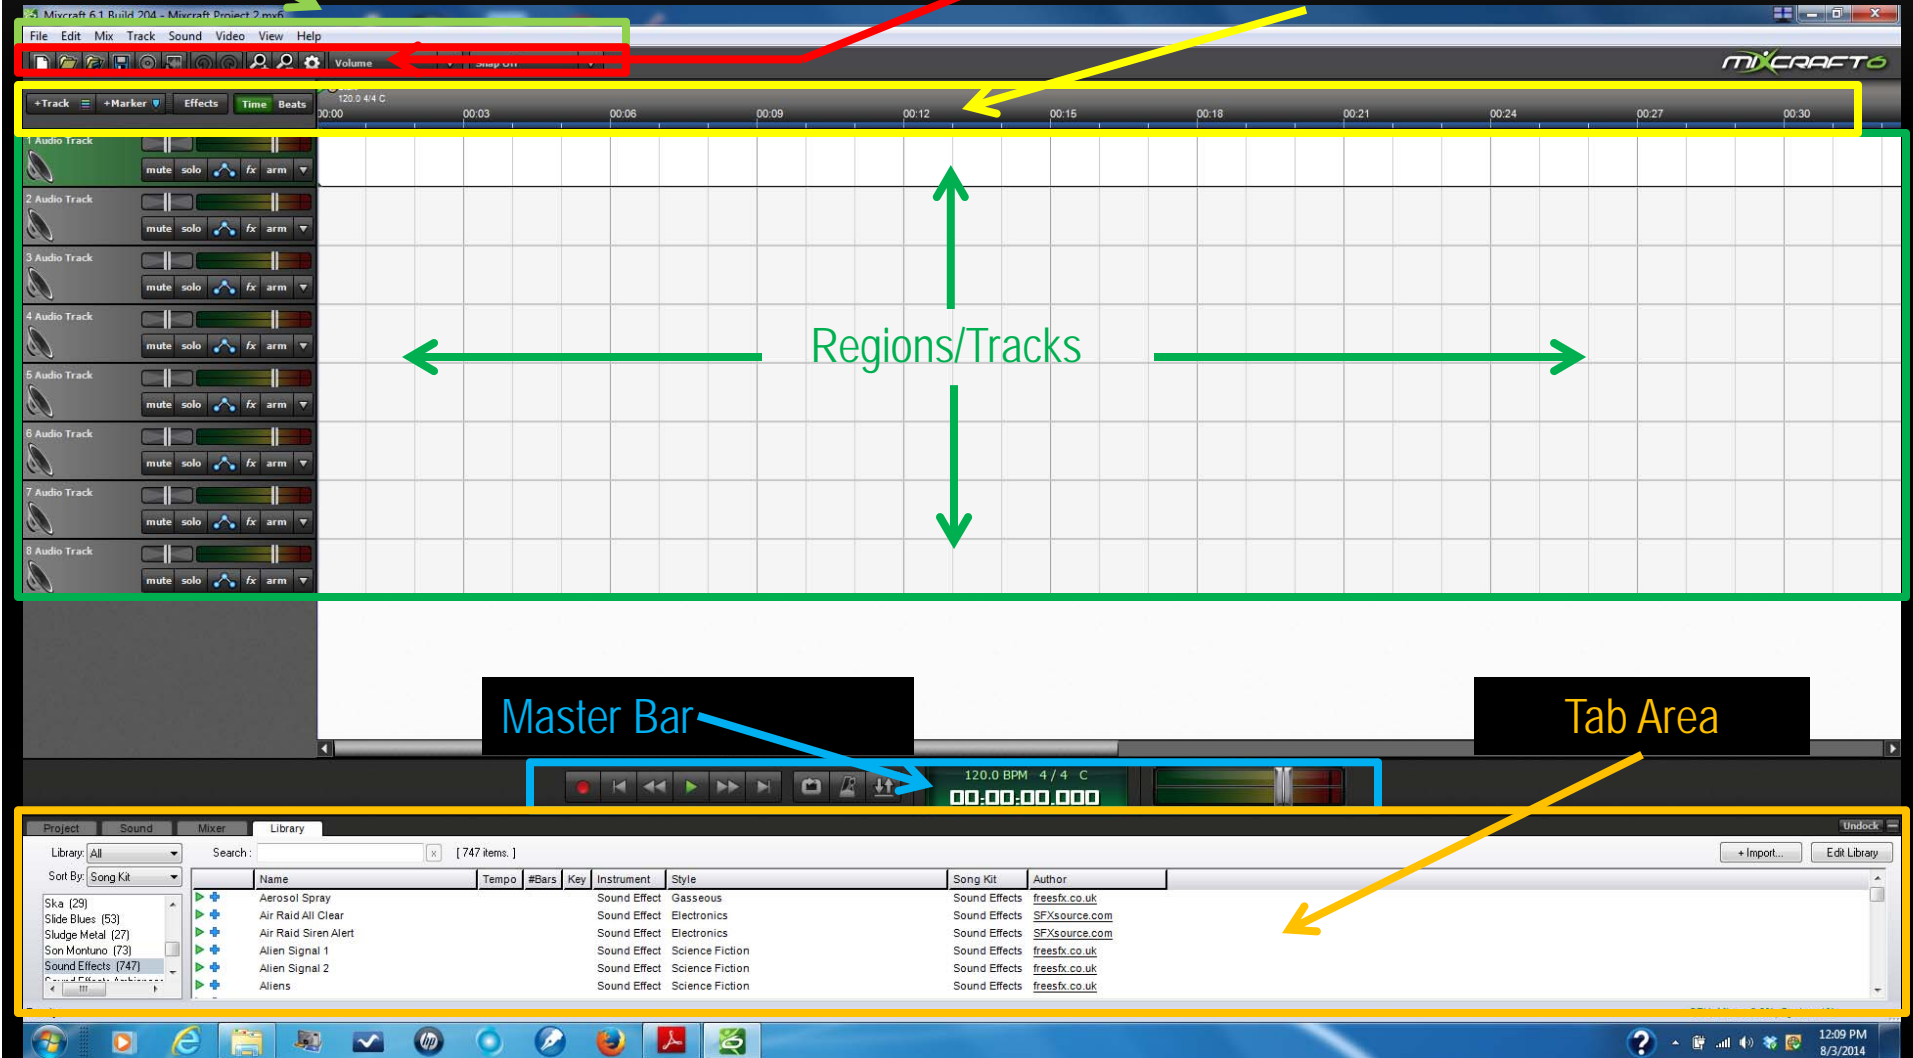 Mixcraft 6.1 Build 204 - Mixcraft Project 2.mx6
File Edit Mix Track Sound Video View Help
Volume Snap Off
MIXCRAFT 6
+Track +Marker Effects Time Beats
120.0 4/4 C
00:00 00:03 00:06 00:09 00:12 00:15 00:18 00:21 00:24 00:27 00:30
1 Audio Track
mute solo fx arm
2 Audio Track
mute solo fx arm
3 Audio Track
mute solo fx arm
4 Audio Track
mute solo fx arm
Regions/Tracks
5 Audio Track
mute solo fx arm
6 Audio Track
mute solo fx arm
7 Audio Track
mute solo fx arm
8 Audio Track
mute solo fx arm
Master Bar
Tab Area
120.0 BPM 4 / 4 C
00:00:00.000
Project Sound Mixer Library
Undock
Library: All Search: x [747 items. ]
+ Import... Edit Library
Sort By: Song Kit
Name Tempo #Bars Key Instrument Style Song Kit Author
Ska (29)
Slide Blues (53)
Sludge Metal (27)
Son Montuno (73)
Sound Effects (747)
Aerosol Spray Sound Effect Gasseous Sound Effects freesfx.co.uk
Air Raid All Clear Sound Effect Electronics Sound Effects SFXsource.com
Air Raid Siren Alert Sound Effect Electronics Sound Effects SFXsource.com
Alien Signal 1 Sound Effect Science Fiction Sound Effects freesfx.co.uk
Alien Signal 2 Sound Effect Science Fiction Sound Effects freesfx.co.uk
Aliens Sound Effect Science Fiction Sound Effects freesfx.co.uk
hp
12:09 PM
8/3/2014